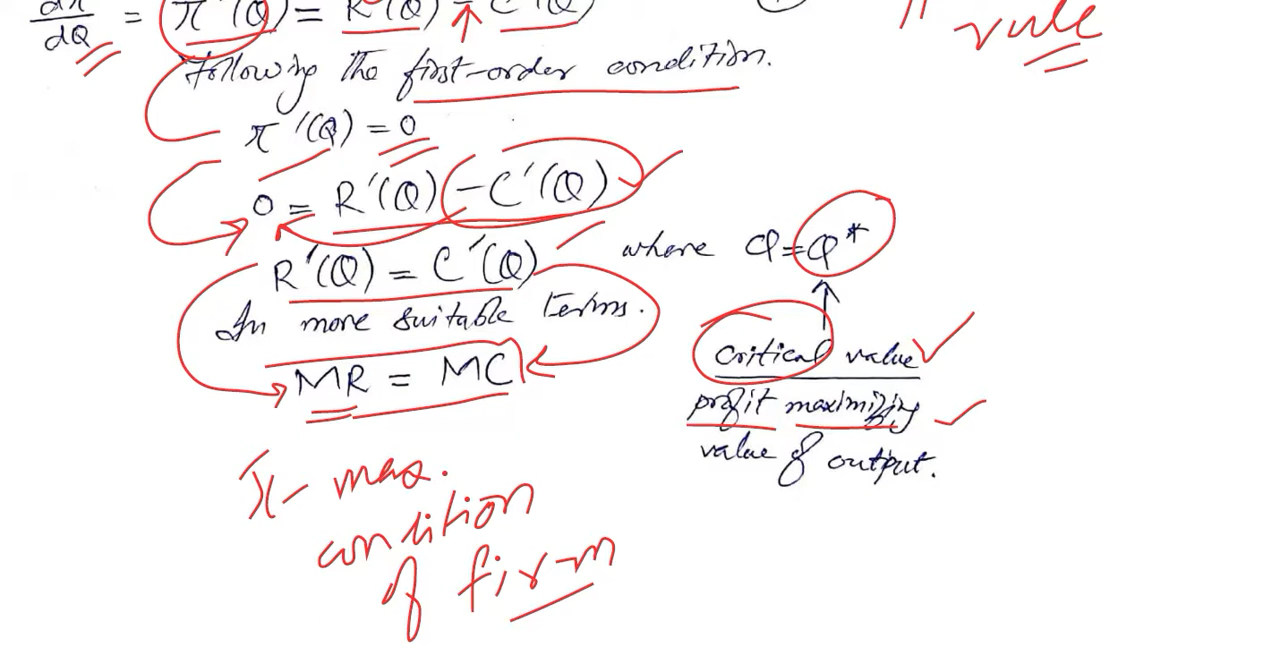 dπ/dQ = π'(Q) = R'(Q) - C'(Q)
rule
Following the first-order condition.
π'(Q) = 0
0 = R'(Q) - C'(Q)
R'(Q) = C'(Q) where Q = Q*
In more suitable terms.
critical value
MR = MC
profit maximizing
value of output.
π- max.
condition
of firm